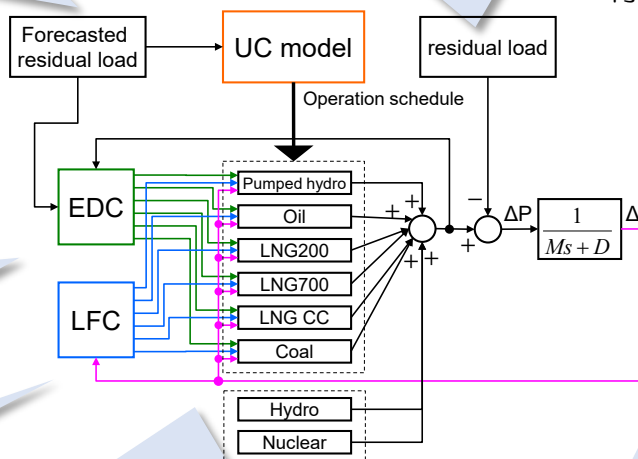 Forecasted
residual load
UC model
residual load
Operation schedule
EDC
Pumped hydro
Oil
LNG200
LNG700
LNG CC
Coal
LFC
Hydro
Nuclear
+
+
+
+
+
+
−
ΔP
1
Ms + D
Δ